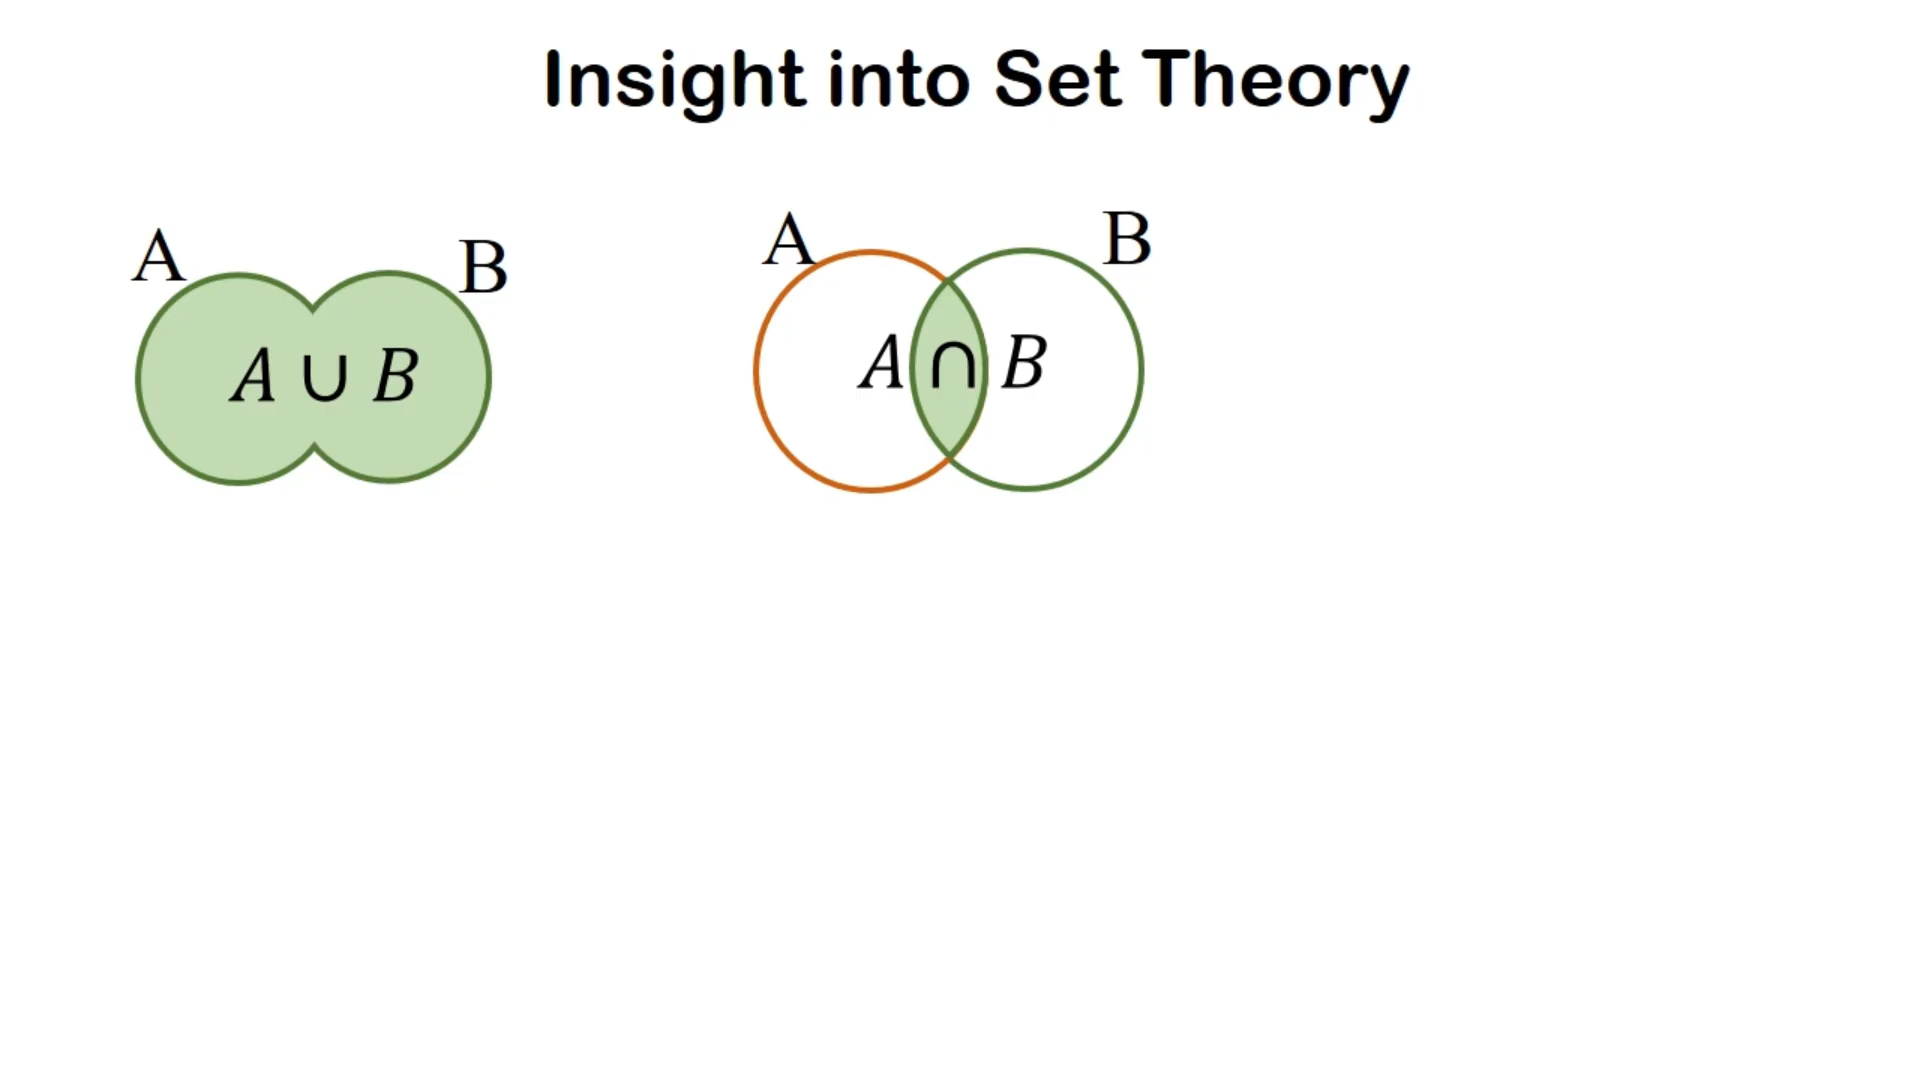 Insight into Set Theory
A B
A ∪ B
A B
A ∩ B